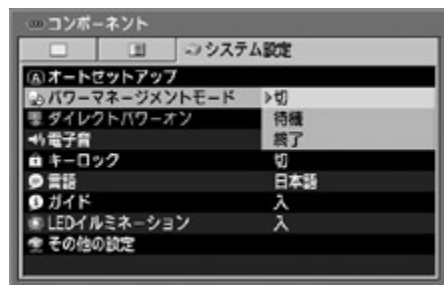 コンポーネント
システム設定
Ⓐオートセットアップ
パワーマネージメントモード 切
ダイレクトパワーオン 待機
電子音 終了
キーロック 切
言語 日本語
ガイド 入
LEDイルミネーション 入
その他の設定